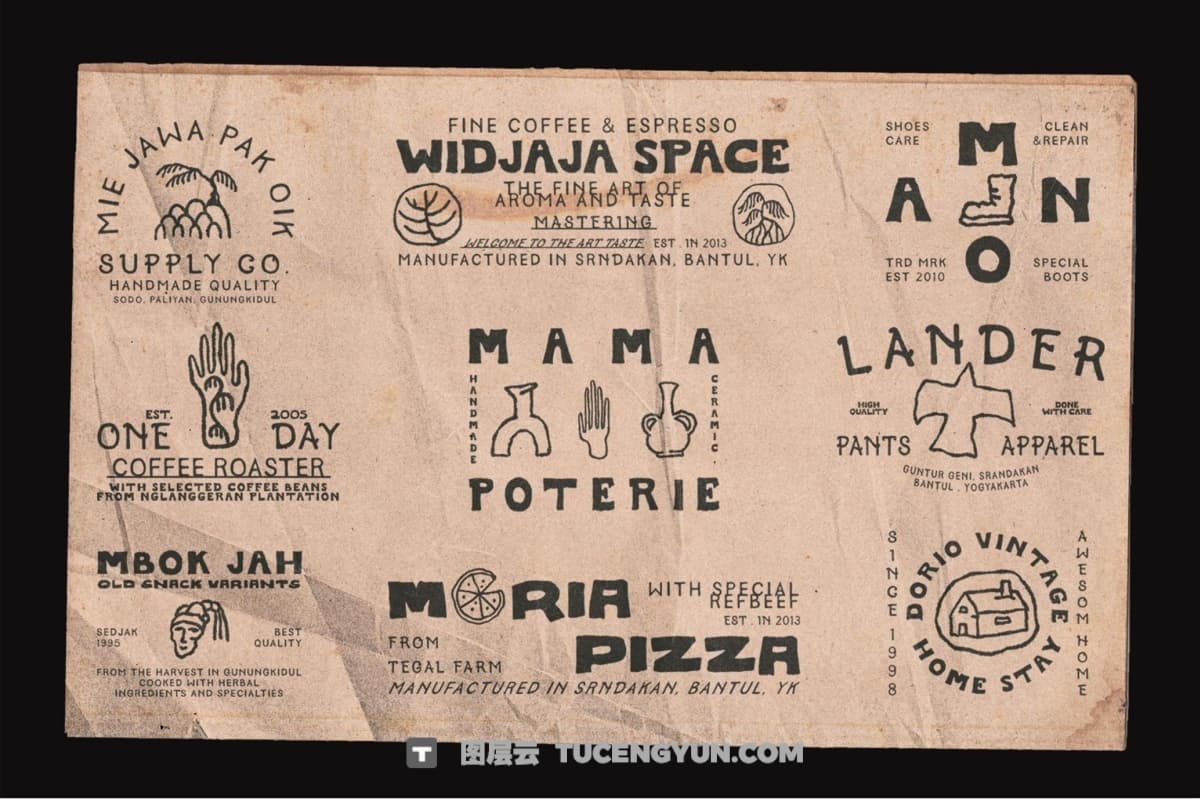 MIE JAWA PAK OIK
SUPPLY CO.
HANDMADE QUALITY
SODO, PALIYAN, GUNUNGKIDUL
FINE COFFEE & ESPRESSO
WIDJAJA SPACE
THE FINE ART OF
AROMA AND TASTE
MASTERING
WELCOME TO THE ART TASTE EST . 1N 2013
MANUFACTURED IN SRNDAKAN, BANTUL, YK
SHOES
CARE
M
CLEAN
&REPAIR
A
N
TRD MRK
EST 2010
O
SPECIAL
BOOTS
EST.
2005
ONE DAY
COFFEE ROASTER
WITH SELECTED COFFEE BEANS
FROM NGLANGGERAN PLANTATION
MAMA
HANDMADE
CERAMIC.
POTERIE
LANDER
HIGH
QUALITY
DONE
WITH CARE
PANTS APPAREL
GUNTUR GENI, SRANDAKAN
BANTUL . YOGYAKARTA
MBOK JAH
OLD SNACK VARIANTS
SEDJAK
1995
BEST
QUALITY
FROM THE HARVEST IN GUNUNGKIDUL
COOKED WITH HERBAL
INGREDIENTS AND SPECIALTIES
MORIA
WITH SPECIAL
REFBEEF
EST . 1N 2013
FROM
TEGAL FARM
PIZZA
MANUFACTURED IN SRNDAKAN, BANTUL, YK
S1NCE 1998
DORIO VINTAGE
HOME STAY
AWESOM HOME
T 图层云 TUCENGYUN.COM